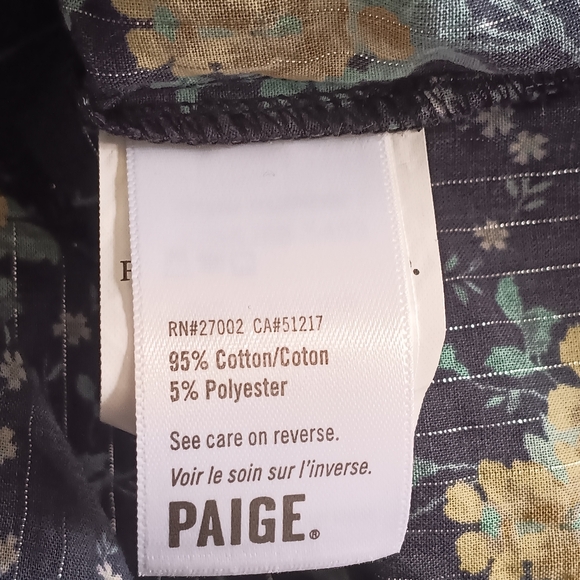 RN#27002 CA#51217
95% Cotton/Coton
5% Polyester
See care on reverse.
Voir le soin sur l'inverse.
PAIGE®